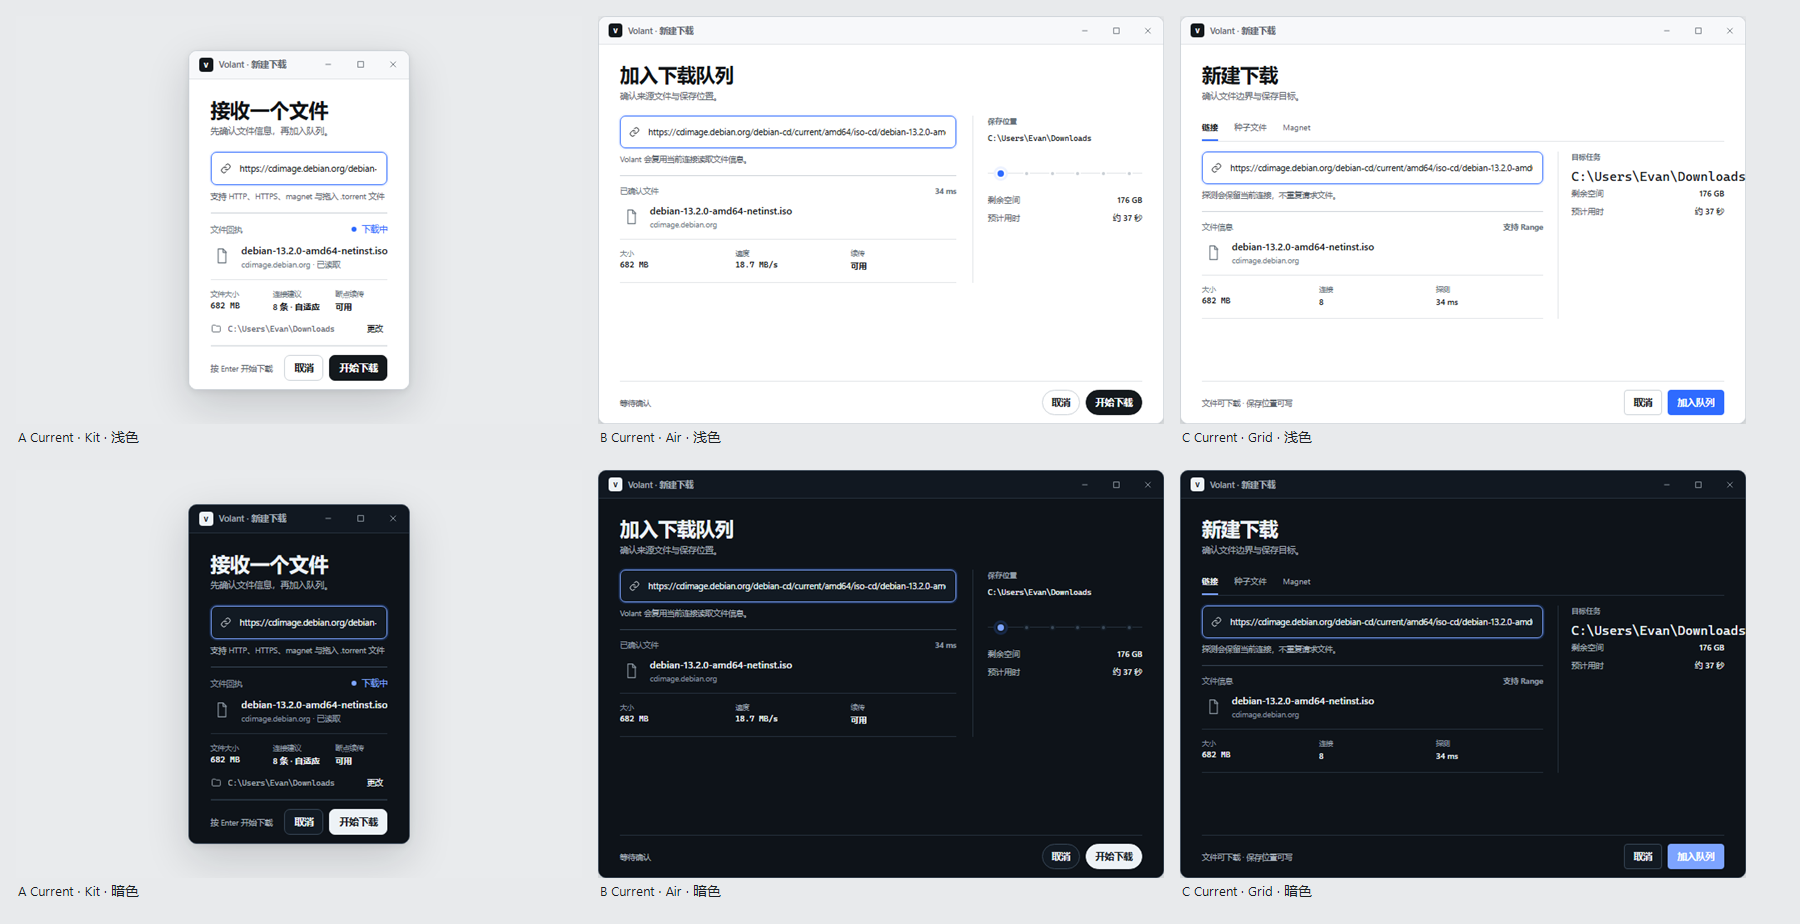 V Volant · 新建下载
接收一个文件
先确认文件信息，再加入队列。
https://cdimage.debian.org/debian-
支持 HTTP、HTTPS、magnet 与拖入 .torrent 文件
文件回执 下载中
debian-13.2.0-amd64-netinst.iso
cdimage.debian.org · 已读取
文件大小 连接建议 断点续传
682 MB 8 条 · 自适应 可用
C:\Users\Evan\Downloads 更改
按 Enter 开始下载 取消 开始下载
A Current · Kit · 浅色
V Volant · 新建下载
加入下载队列
确认来源文件与保存位置。
https://cdimage.debian.org/debian-cd/current/amd64/iso-cd/debian-13.2.0-am
Volant 会复用当前连接读取文件信息。
已确认文件 34 ms
debian-13.2.0-amd64-netinst.iso
cdimage.debian.org
大小 速度 续传
682 MB 18.7 MB/s 可用
保存位置
C:\Users\Evan\Downloads
剩余空间 176 GB
预计用时 约 37 秒
等待确认 取消 开始下载
B Current · Air · 浅色
V Volant · 新建下载
新建下载
确认文件边界与保存目标。
链接 种子文件 Magnet
https://cdimage.debian.org/debian-cd/current/amd64/iso-cd/debian-13.2.0-amd
探测会保留当前连接，不重复请求文件。
文件信息 支持 Range
debian-13.2.0-amd64-netinst.iso
cdimage.debian.org
大小 连接 探测
682 MB 8 34 ms
目标任务
C:\Users\Evan\Downloads
剩余空间 176 GB
预计用时 约 37 秒
文件可下载 · 保存位置可写 取消 加入队列
C Current · Grid · 浅色
V Volant · 新建下载
接收一个文件
先确认文件信息，再加入队列。
https://cdimage.debian.org/debian-
支持 HTTP、HTTPS、magnet 与拖入 .torrent 文件
文件回执 下载中
debian-13.2.0-amd64-netinst.iso
cdimage.debian.org · 已读取
文件大小 连接建议 断点续传
682 MB 8 条 · 自适应 可用
C:\Users\Evan\Downloads 更改
按 Enter 开始下载 取消 开始下载
A Current · Kit · 暗色
V Volant · 新建下载
加入下载队列
确认来源文件与保存位置。
https://cdimage.debian.org/debian-cd/current/amd64/iso-cd/debian-13.2.0-am
Volant 会复用当前连接读取文件信息。
已确认文件 34 ms
debian-13.2.0-amd64-netinst.iso
cdimage.debian.org
大小 速度 续传
682 MB 18.7 MB/s 可用
保存位置
C:\Users\Evan\Downloads
剩余空间 176 GB
预计用时 约 37 秒
等待确认 取消 开始下载
B Current · Air · 暗色
V Volant · 新建下载
新建下载
确认文件边界与保存目标。
链接 种子文件 Magnet
https://cdimage.debian.org/debian-cd/current/amd64/iso-cd/debian-13.2.0-amd
探测会保留当前连接，不重复请求文件。
文件信息 支持 Range
debian-13.2.0-amd64-netinst.iso
cdimage.debian.org
大小 连接 探测
682 MB 8 34 ms
目标任务
C:\Users\Evan\Downloads
剩余空间 176 GB
预计用时 约 37 秒
文件可下载 · 保存位置可写 取消 加入队列
C Current · Grid · 暗色